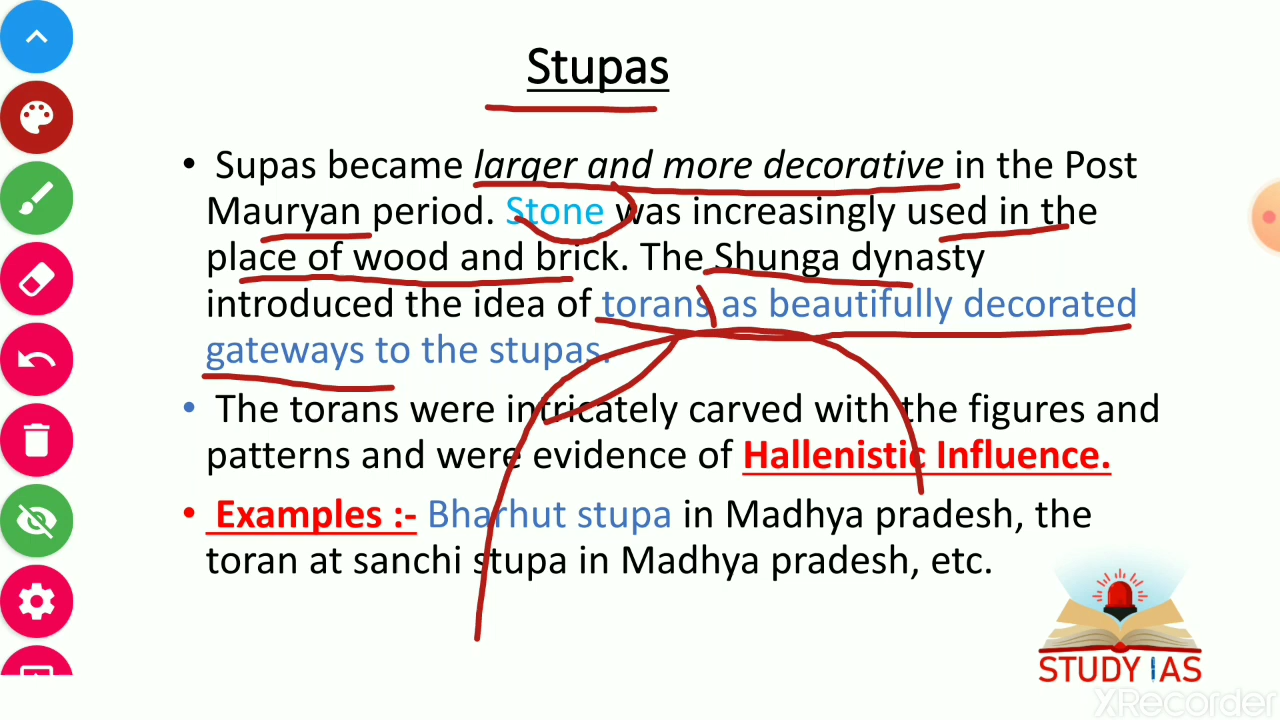 Stupas
• Supas became larger and more decorative in the Post
Mauryan period. Stone was increasingly used in the
place of wood and brick. The Shunga dynasty
introduced the idea of torans as beautifully decorated
gateways to the stupas.
• The torans were intricately carved with the figures and
patterns and were evidence of Hallenistic Influence.
• Examples :- Bharhut stupa in Madhya pradesh, the
toran at sanchi stupa in Madhya pradesh, etc.
STUDY IAS
XRecorder